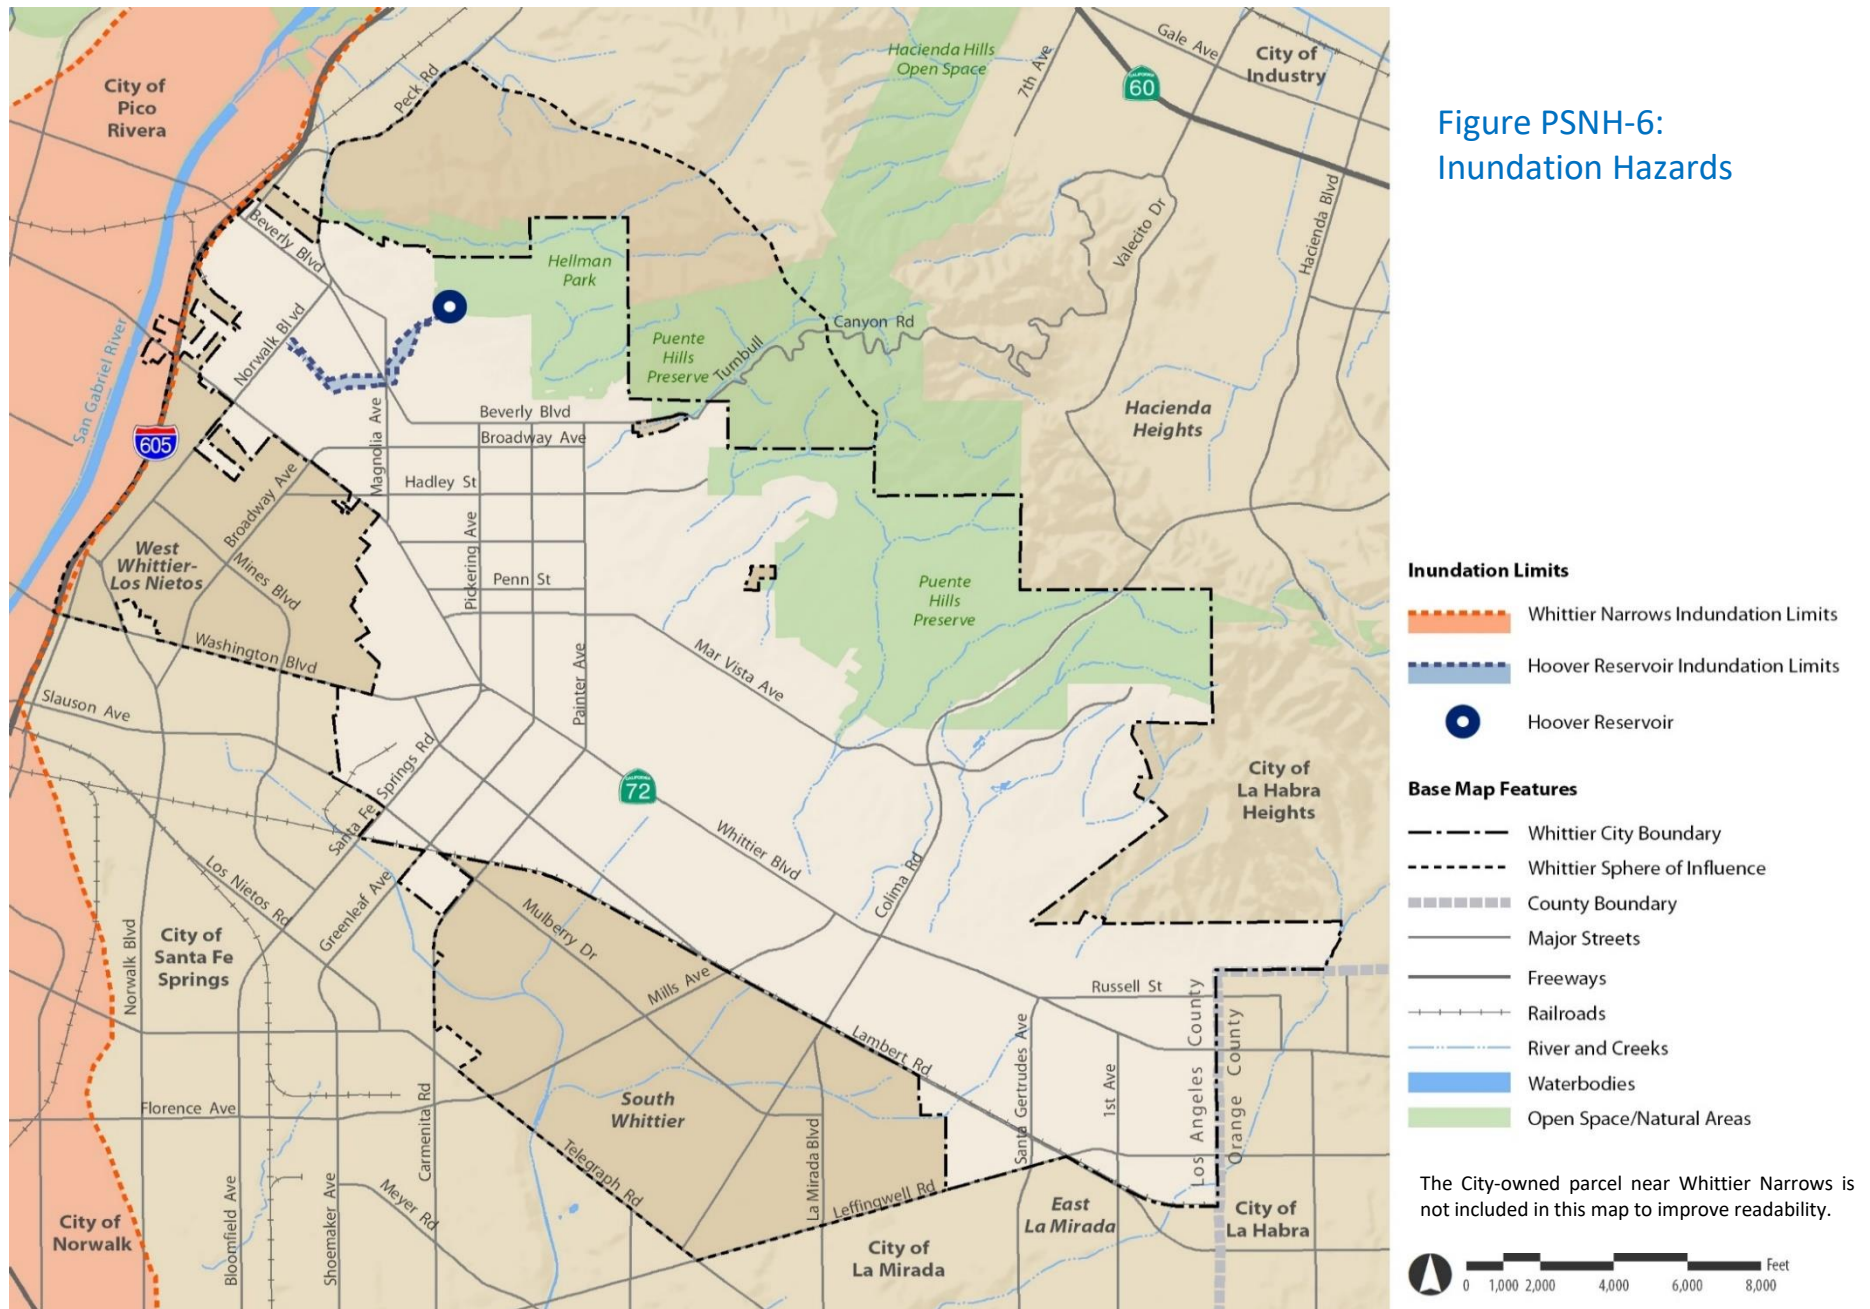 Figure PSNH-6:
Inundation Hazards
City of
Pico
Rivera
Peck Rd
Hacienda Hills
Open Space
7th Ave
CALIFORNIA
60
Gale Ave
City of
Industry
Hacienda Blvd
Valecito Dr
Beverly Blvd
Hellman
Park
Norwalk Blvd
San Gabriel River
Puente
Hills
Preserve
Turnbull
Canyon Rd
Hacienda
Heights
605
Magnolia Ave
Beverly Blvd
Broadway Ave
Hadley St
Broadway Ave
West
Whittier-
Los Nietos
Mines Blvd
Pickering Ave
Penn St
Puente
Hills
Preserve
Washington Blvd
Mar Vista Ave
Painter Ave
Slauson Ave
Santa Fe Springs Rd
CALIFORNIA
72
Whittier Blvd
City of
La Habra
Heights
Los Nietos Rd
Greenleaf Ave
Colima Rd
Mulberry Dr
Norwalk Blvd
City of
Santa Fe
Springs
Mills Ave
Russell St
Los Angeles County
Orange County
Lambert Rd
Santa Gertrudes Ave
1st Ave
Florence Ave
Carmenita Rd
South
Whittier
La Mirada Blvd
Telegraph Rd
Leffingwell Rd
Bloomfield Ave
Shoemaker Ave
Meyer Rd
City of
Norwalk
East
La Mirada
City of
La Habra
City of
La Mirada
Inundation Limits
Whittier Narrows Indundation Limits
Hoover Reservoir Indundation Limits
Hoover Reservoir
Base Map Features
Whittier City Boundary
Whittier Sphere of Influence
County Boundary
Major Streets
Freeways
Railroads
River and Creeks
Waterbodies
Open Space/Natural Areas
The City-owned parcel near Whittier Narrows is
not included in this map to improve readability.
Feet
0 1,000 2,000 4,000 6,000 8,000